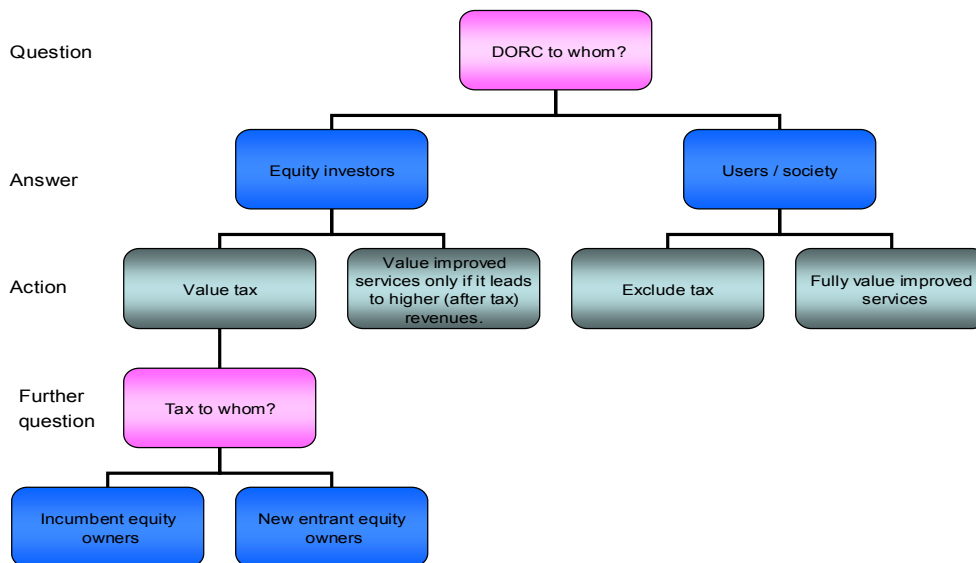 Question
DORC to whom?
Answer
Equity investors
Users / society
Action
Value tax
Value improved
services only if it leads
to higher (after tax)
revenues.
Exclude tax
Fully value improved
services
Further
question
Tax to whom?
Incumbent equity
owners
New entrant equity
owners